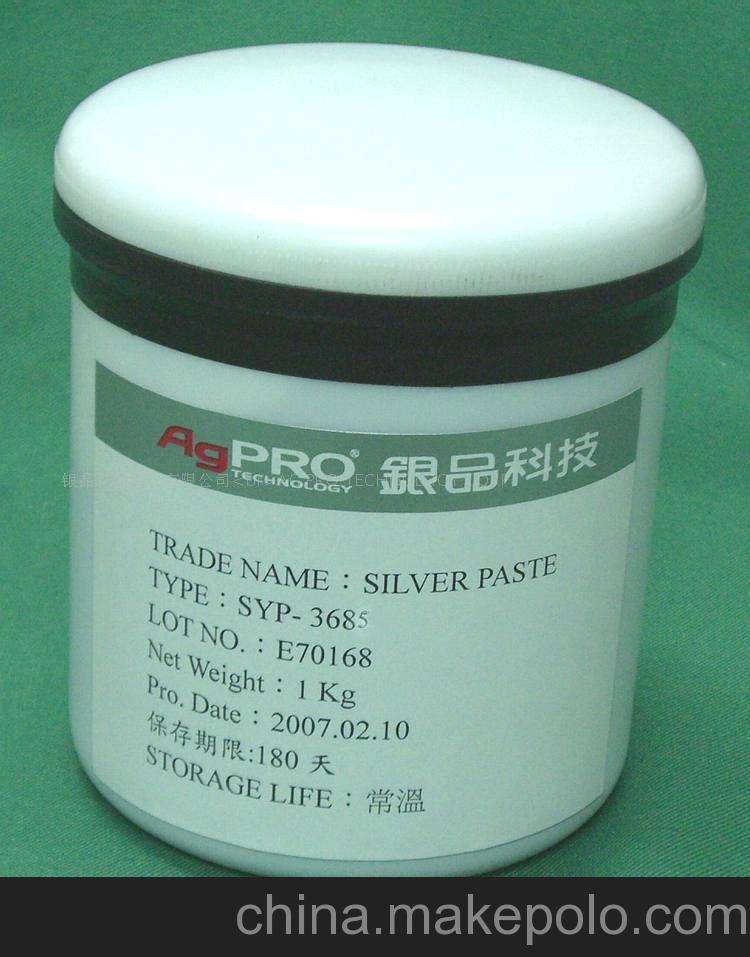 AgPRO® 銀品科技
TECHNOLOGY
TRADE NAME：SILVER PASTE
TYPE：SYP- 3685
LOT NO.：E70168
Net Weight：1 Kg
Pro. Date：2007.02.10
保存期限:180 天
STORAGE LIFE：常溫
china.makepolo.com